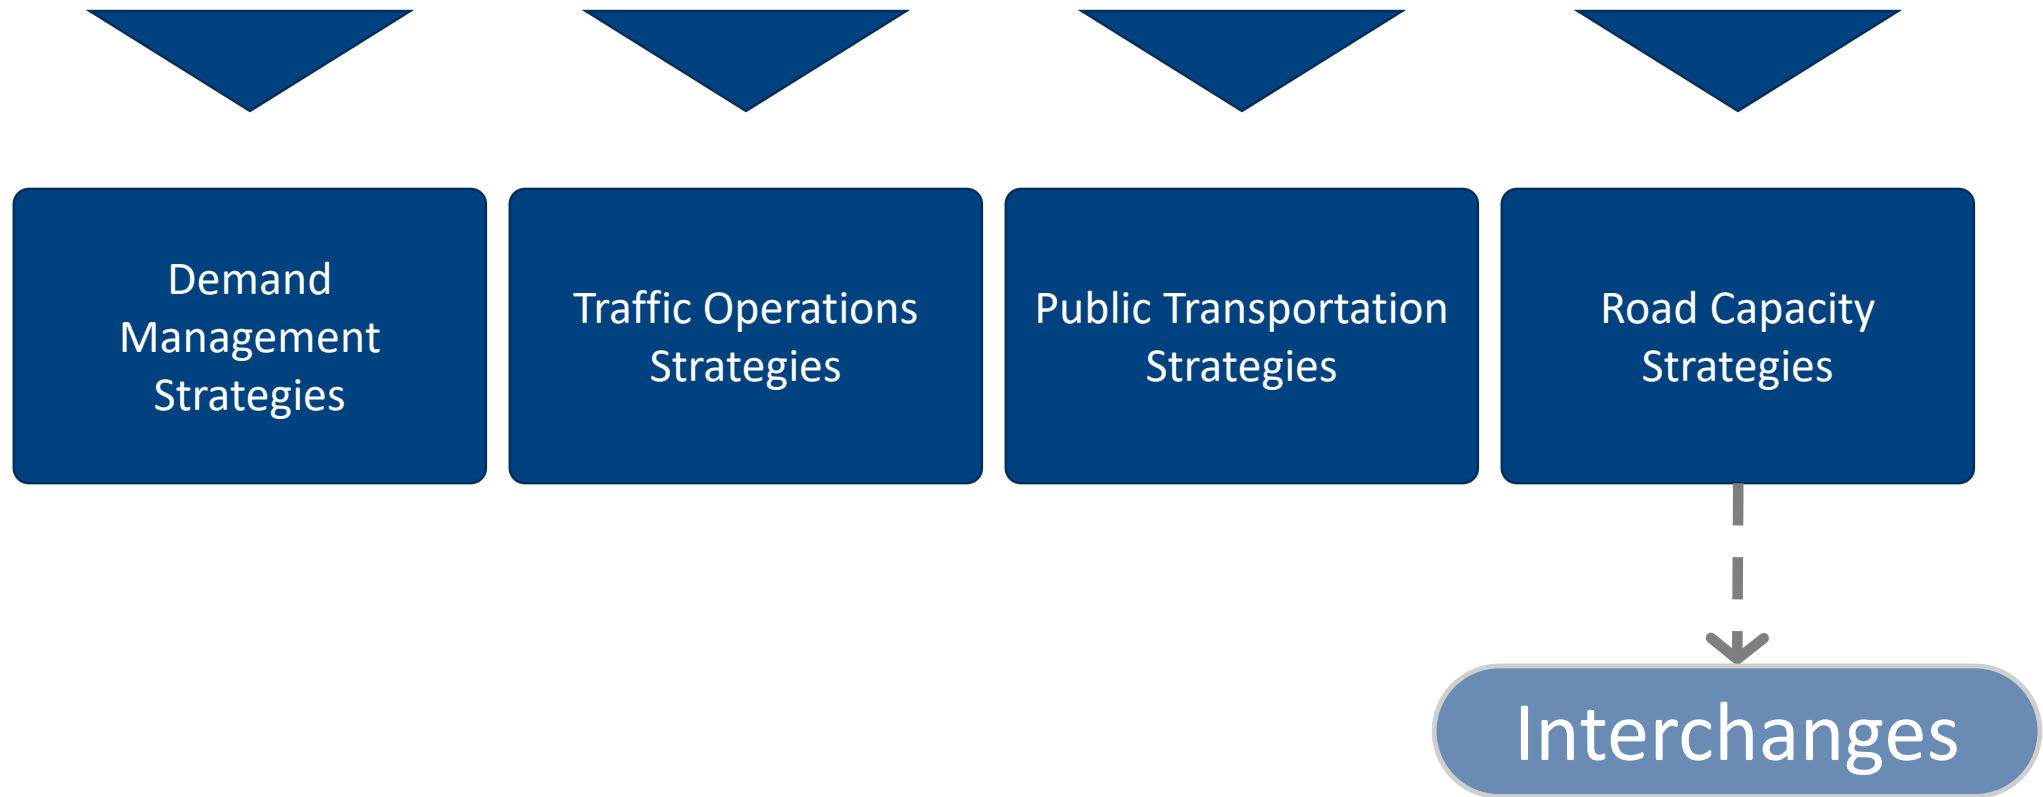 Demand
Management
Strategies
Traffic Operations
Strategies
Public Transportation
Strategies
Road Capacity
Strategies
Interchanges